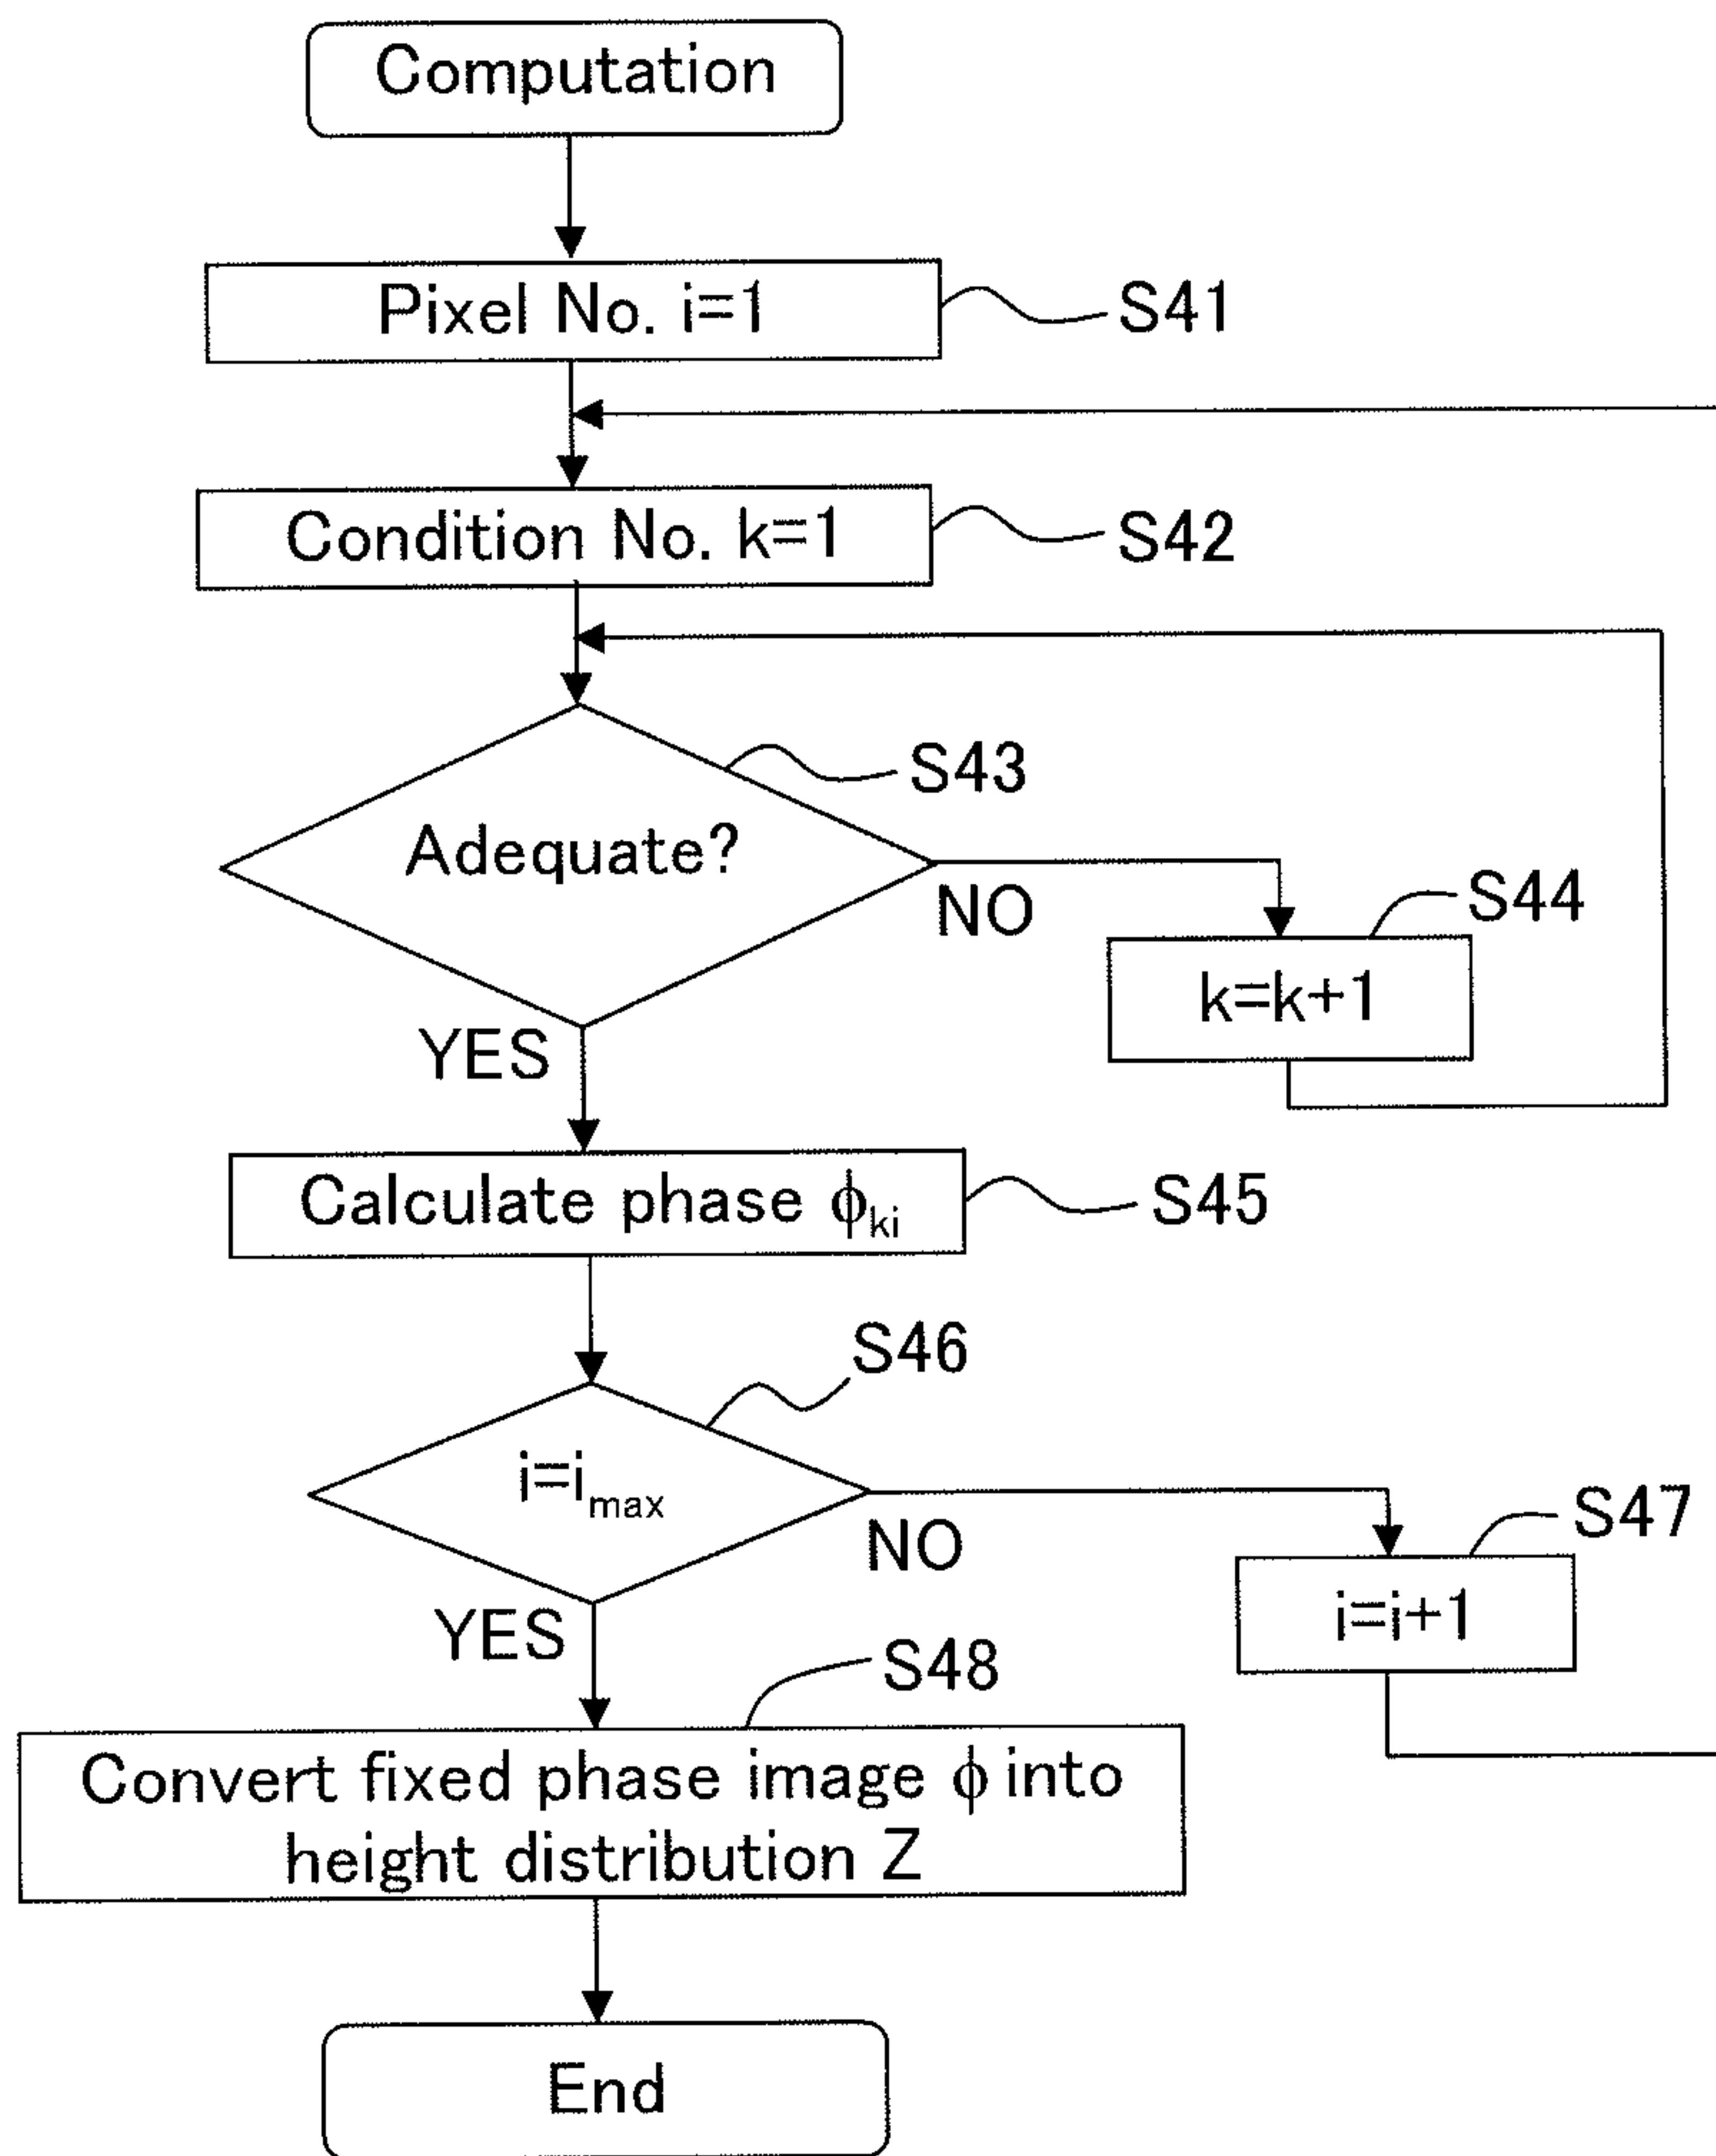 Computation
Pixel No. i=1
S41
Condition No. k=1
S42
S43
Adequate?
NO
S44
k=k+1
YES
Calculate phase ϕki
S45
S46
i=imax
NO
S47
i=i+1
YES
S48
Convert fixed phase image ϕ into
height distribution Z
End